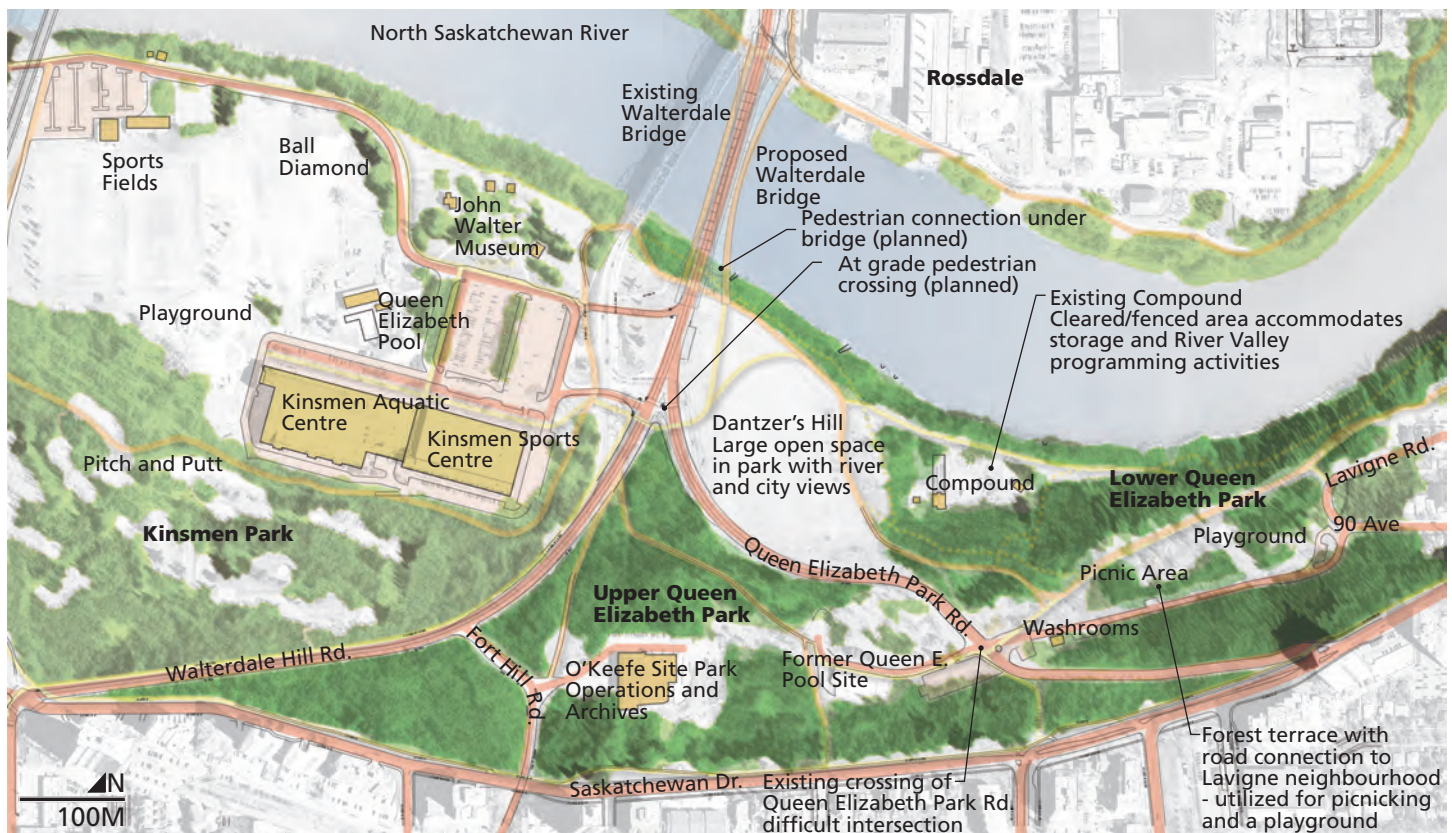 North Saskatchewan River
Rossdale
Existing
Walterdale
Bridge
Proposed
Walterdale
Bridge
Sports
Fields
Ball
Diamond
John
Walter
Museum
Pedestrian connection under
bridge (planned)
At grade pedestrian
crossing (planned)
Existing Compound
Cleared/fenced area accommodates
storage and River Valley
programming activities
Playground
Queen
Elizabeth
Pool
Kinsmen Aquatic
Centre
Kinsmen Sports
Centre
Pitch and Putt
Kinsmen Park
Dantzer's Hill
Large open space
in park with river
and city views
Compound
Lower Queen
Elizabeth Park
Lavigne Rd.
90 Ave
Playground
Picnic Area
Queen Elizabeth Park Rd.
Upper Queen
Elizabeth Park
Washrooms
Walterdale Hill Rd.
Fort Hill Rd.
O'Keefe Site Park
Operations and
Archives
Former Queen E.
Pool Site
Saskatchewan Dr.
Existing crossing of
Queen Elizabeth Park Rd.
difficult intersection
Forest terrace with
road connection to
Lavigne neighbourhood
- utilized for picnicking
and a playground
N
100M